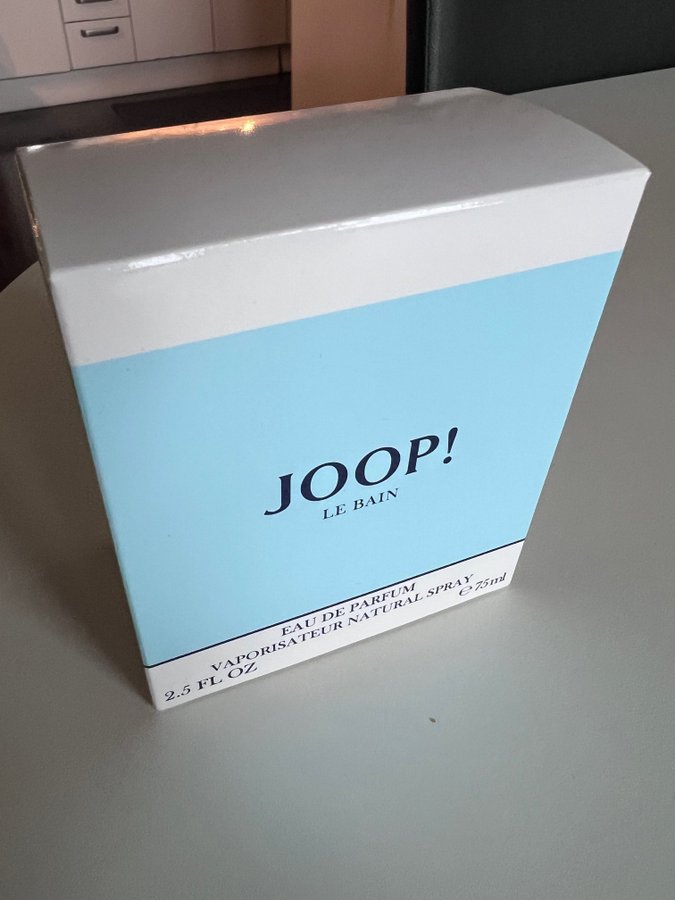 JOOP!
LE BAIN
EAU DE PARFUM
VAPORISATEUR NATURAL SPRAY
2.5 FL OZ ℮ 75ml